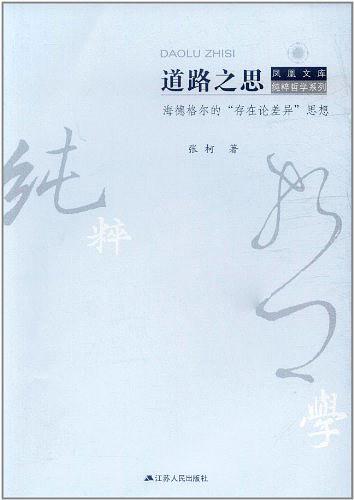 DAOLU ZHISI
道路之思
凤凰文库
纯粹哲学系列
海德格尔的“存在论差异”思想
张柯 著
纯
粹
哲
學
江苏人民出版社